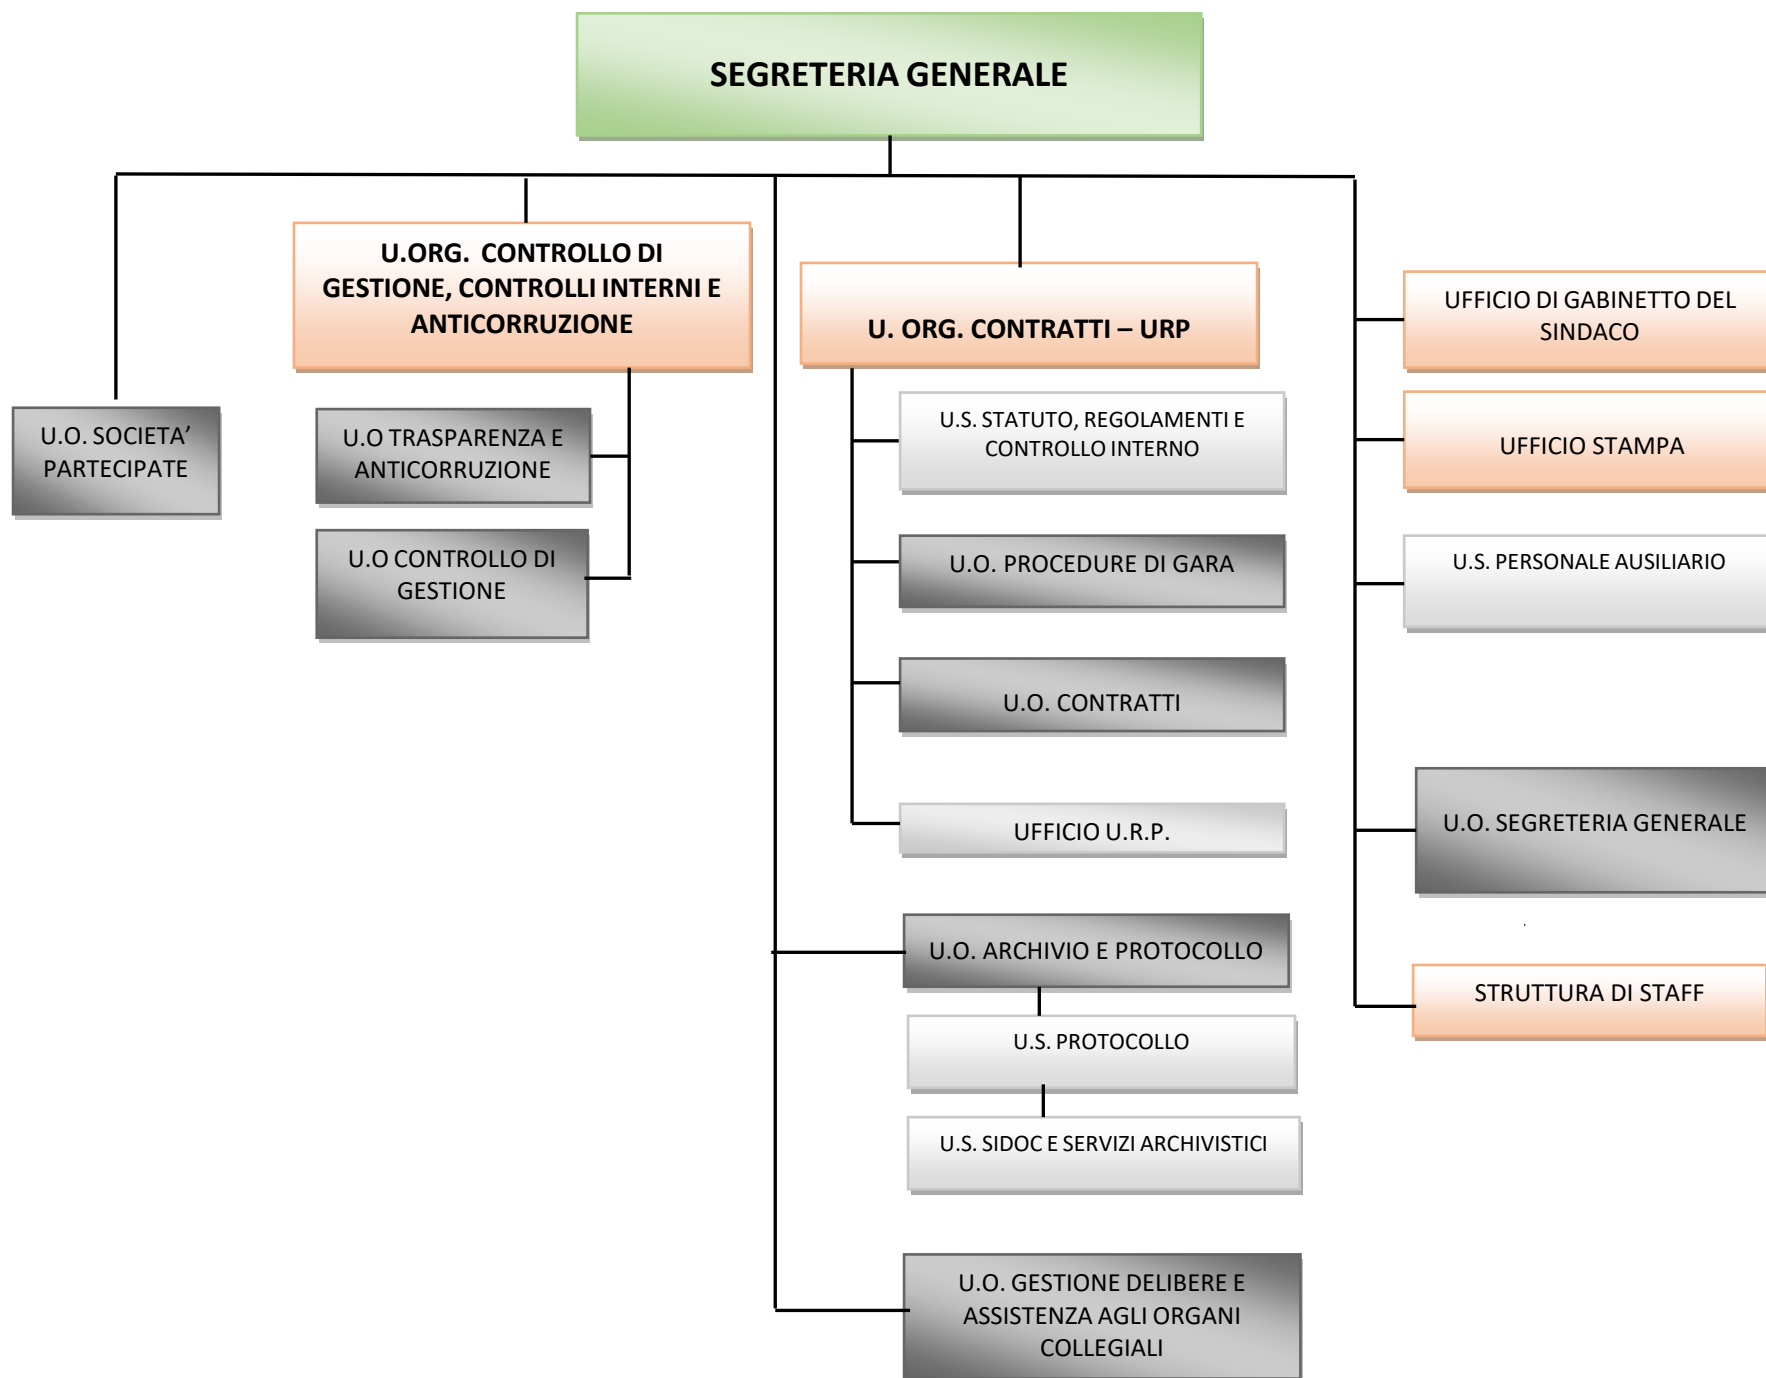 SEGRETERIA GENERALE
U.ORG.  CONTROLLO DI
GESTIONE, CONTROLLI INTERNI E
ANTICORRUZIONE
U. ORG. CONTRATTI – URP
UFFICIO DI GABINETTO DEL
SINDACO
U.O. SOCIETA’
PARTECIPATE
U.O TRASPARENZA E
ANTICORRUZIONE
U.O CONTROLLO DI
GESTIONE
U.S. STATUTO, REGOLAMENTI E
CONTROLLO INTERNO
U.O. PROCEDURE DI GARA
U.O. CONTRATTI
UFFICIO U.R.P.
U.O. ARCHIVIO E PROTOCOLLO
U.S. PROTOCOLLO
U.S. SIDOC E SERVIZI ARCHIVISTICI
U.O. GESTIONE DELIBERE E
ASSISTENZA AGLI ORGANI
COLLEGIALI
UFFICIO STAMPA
U.S. PERSONALE AUSILIARIO
U.O. SEGRETERIA GENERALE
.
STRUTTURA DI STAFF